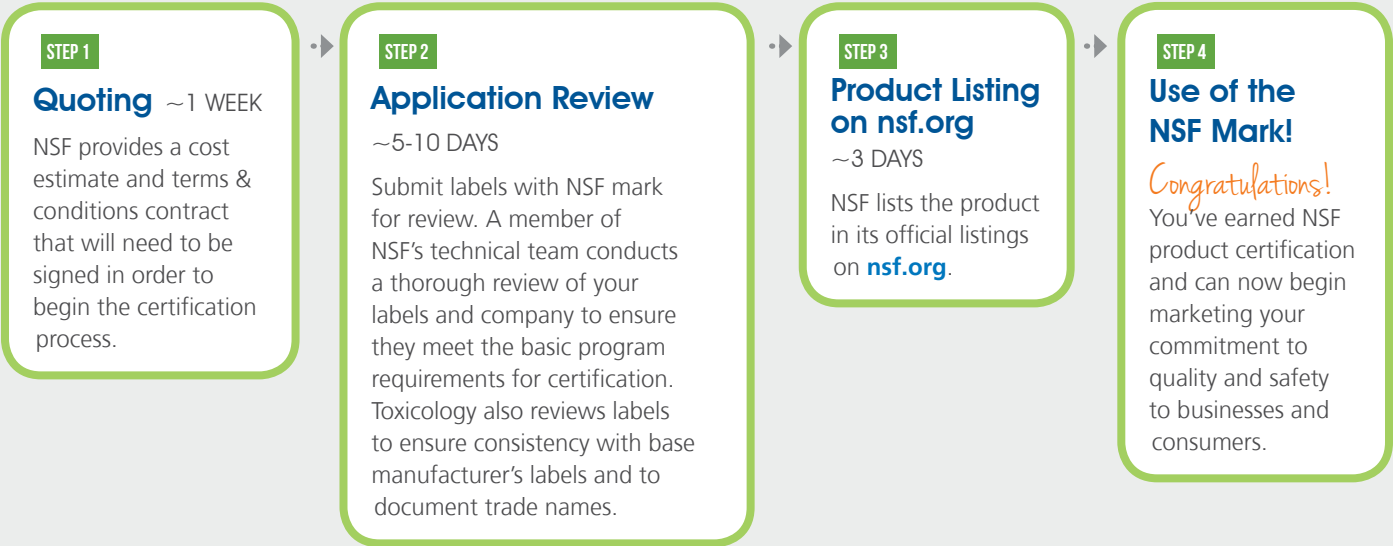 STEP 1
Quoting ~1 WEEK
NSF provides a cost
estimate and terms &
conditions contract
that will need to be
signed in order to
begin the certification
process.
STEP 2
Application Review
~5-10 DAYS
Submit labels with NSF mark
for review. A member of
NSF's technical team conducts
a thorough review of your
labels and company to ensure
they meet the basic program
requirements for certification.
Toxicology also reviews labels
to ensure consistency with base
manufacturer's labels and to
document trade names.
STEP 3
Product Listing
on nsf.org
~3 DAYS
NSF lists the product
in its official listings
on nsf.org.
STEP 4
Use of the
NSF Mark!
Congratulations!
You've earned NSF
product certification
and can now begin
marketing your
commitment to
quality and safety
to businesses and
consumers.